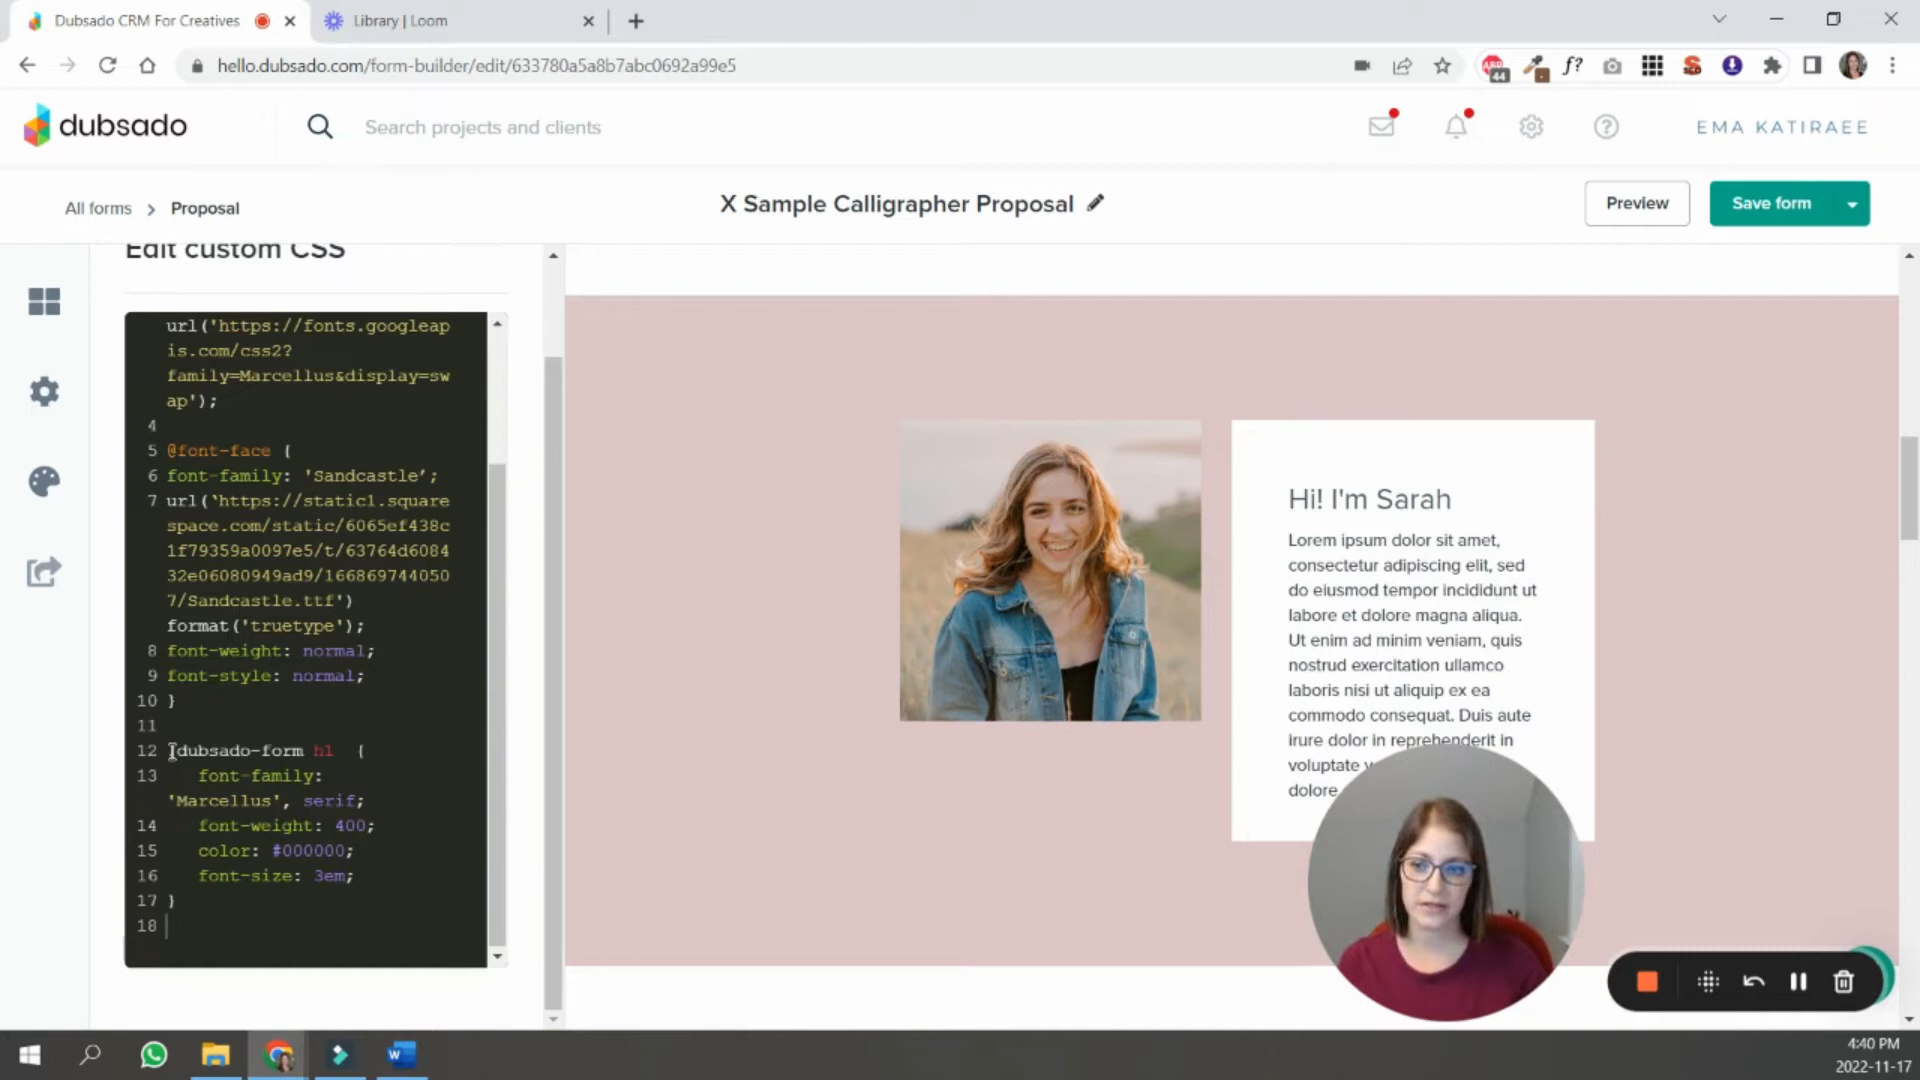 Dubsado CRM For Creatives
Library | Loom
hello.dubsado.com/form-builder/edit/633780a5a8b7abc0692a99e5
44
f?
dubsado
Search projects and clients
EMA KATIRAEE
All forms > Proposal
X Sample Calligrapher Proposal
Preview
Save form
Edit custom CSS
url('https://fonts.googleap
is.com/css2?
family=Marcellus&display=sw
ap');
4
5 @font-face {
6 font-family: 'Sandcastle’;
7 url(‘https://static1.square
space.com/static/6065ef438c
1f79359a0097e5/t/63764d6084
32e06080949ad9/166869744050
7/Sandcastle.ttf')
format('truetype');
8 font-weight: normal;
9 font-style: normal;
10 }
11
12 dubsado-form h1 {
13 font-family:
'Marcellus', serif;
14 font-weight: 400;
15 color: #000000;
16 font-size: 3em;
17 }
18
Hi! I'm Sarah
Lorem ipsum dolor sit amet,
consectetur adipiscing elit, sed
do eiusmod tempor incididunt ut
labore et dolore magna aliqua.
Ut enim ad minim veniam, quis
nostrud exercitation ullamco
laboris nisi ut aliquip ex ea
commodo consequat. Duis aute
irure dolor in reprehenderit in
voluptate
dolore
4:40 PM
2022-11-17